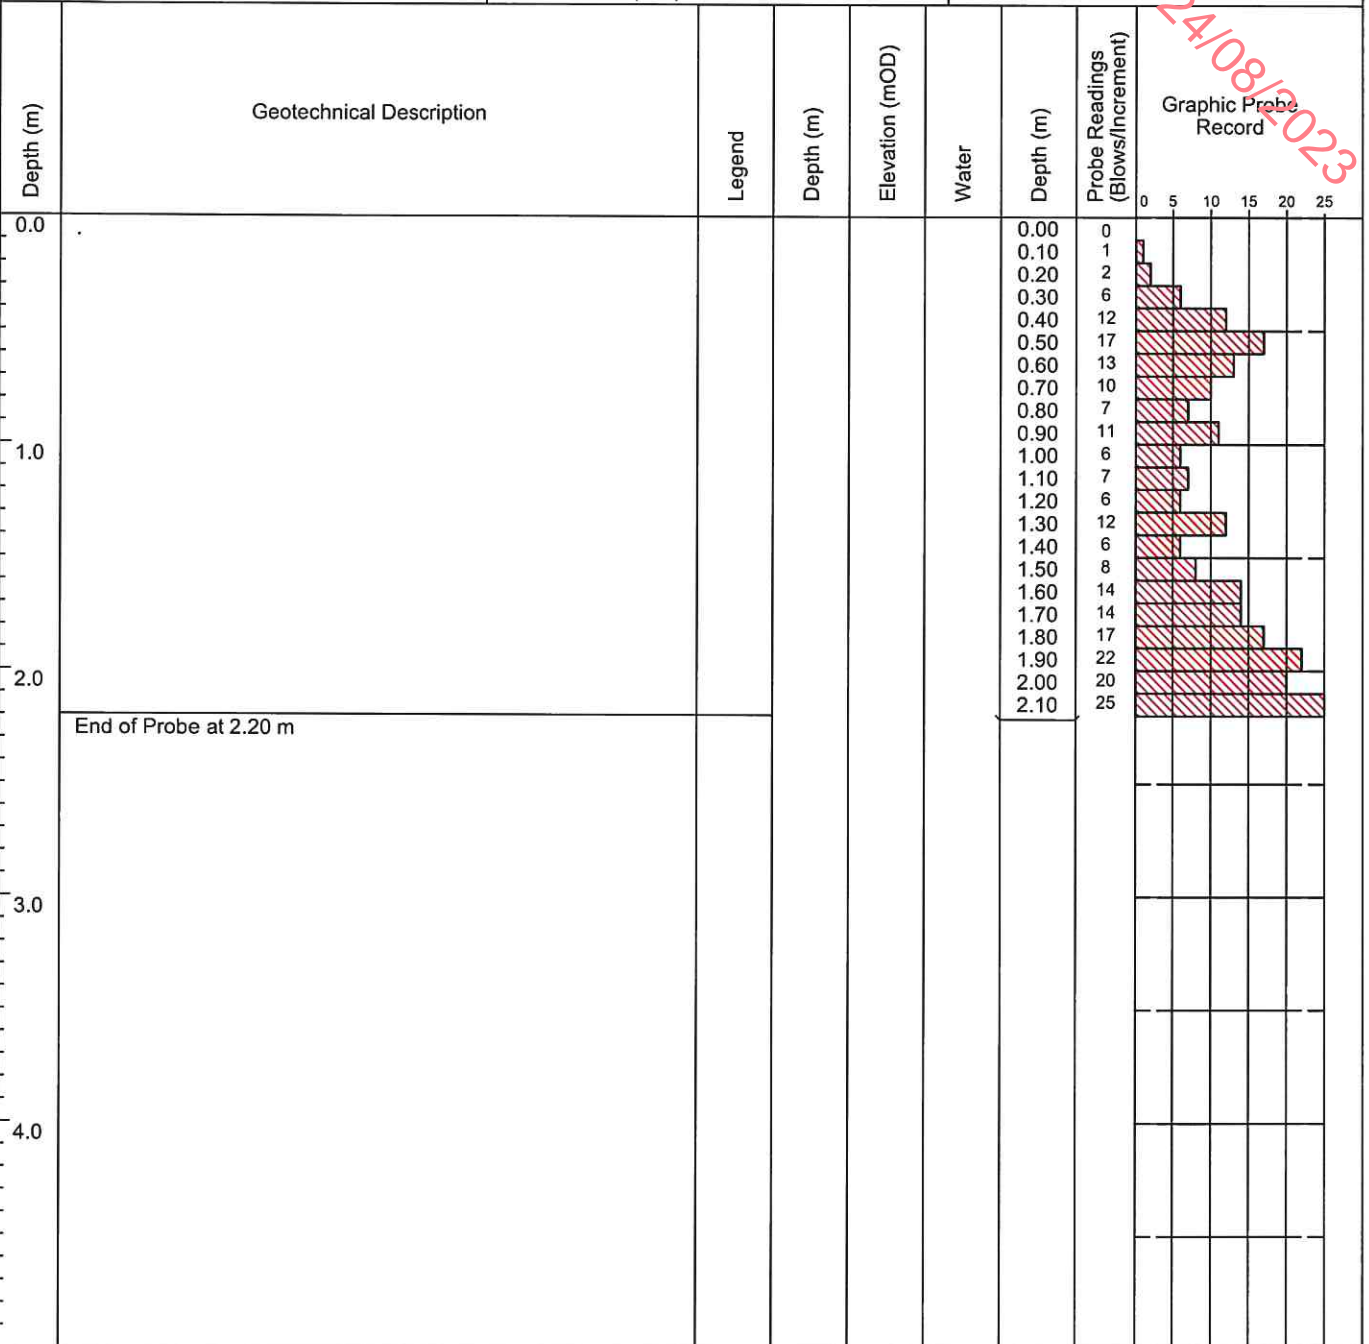 Depth (m)
Geotechnical Description
Legend
Depth (m)
Elevation (mOD)
Water
Depth (m)
Probe Readings
(Blows/Increment)
Graphic Probe
Record
24/08/2023
0 5 10 15 20 25
0.0
0.00 0
0.10 1
0.20 2
0.30 6
0.40 12
0.50 17
0.60 13
0.70 10
0.80 7
0.90 11
1.0
1.00 6
1.10 7
1.20 6
1.30 12
1.40 6
1.50 8
1.60 14
1.70 14
1.80 17
1.90 22
2.0
2.00 20
2.10 25
End of Probe at 2.20 m
3.0
4.0